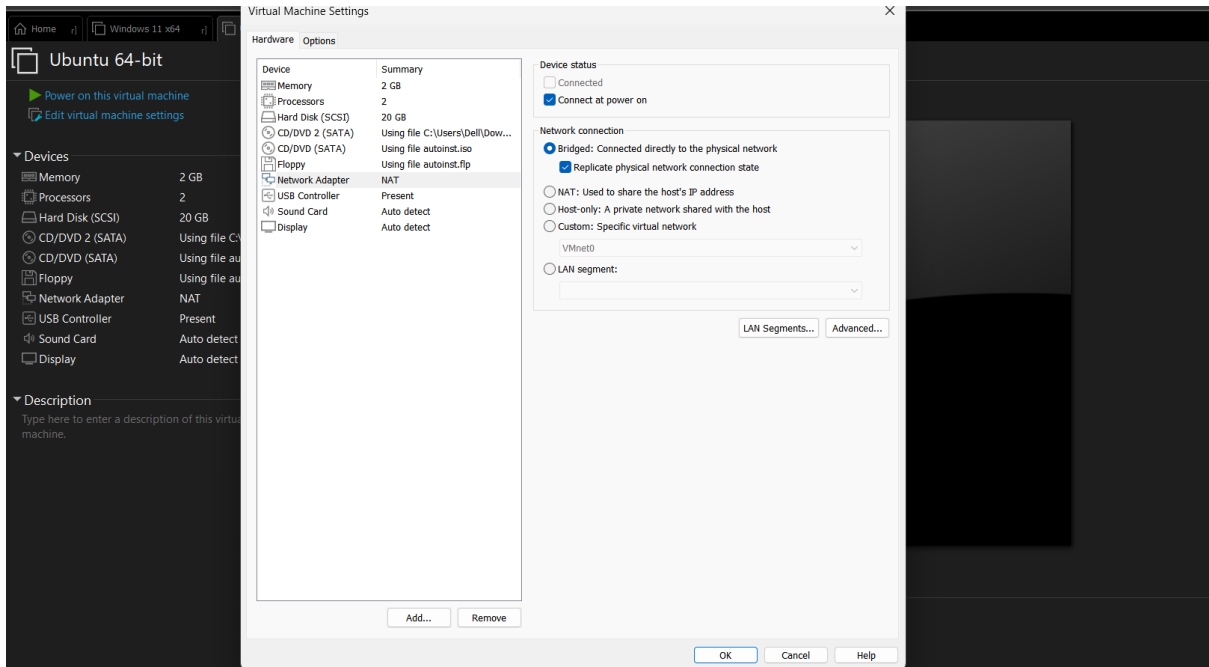 Home
Windows 11 x64
Ubuntu 64-bit
Power on this virtual machine
Edit virtual machine settings
Devices
Memory 2 GB
Processors 2
Hard Disk (SCSI) 20 GB
CD/DVD 2 (SATA) Using file C:\
CD/DVD (SATA) Using file au
Floppy Using file au
Network Adapter NAT
USB Controller Present
Sound Card Auto detect
Display Auto detect
Description
Type here to enter a description of this virtua
machine.
Virtual Machine Settings
Hardware Options
Device Summary
Memory 2 GB
Processors 2
Hard Disk (SCSI) 20 GB
CD/DVD 2 (SATA) Using file C:\Users\Dell\Dow...
CD/DVD (SATA) Using file autoinst.iso
Floppy Using file autoinst.flp
Network Adapter NAT
USB Controller Present
Sound Card Auto detect
Display Auto detect
Add... Remove
Device status
Connected
Connect at power on
Network connection
Bridged: Connected directly to the physical network
Replicate physical network connection state
NAT: Used to share the host's IP address
Host-only: A private network shared with the host
Custom: Specific virtual network
VMnet0
LAN segment:
LAN Segments... Advanced...
OK Cancel Help